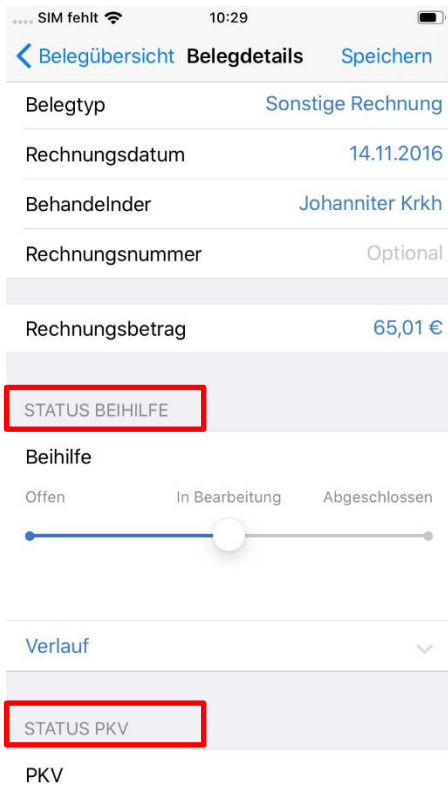 SIM fehlt 10:29
Belegübersicht Belegdetails Speichern
Belegtyp Sonstige Rechnung
Rechnungsdatum 14.11.2016
Behandelnder Johanniter Krkh
Rechnungsnummer Optional
Rechnungsbetrag 65,01 €
STATUS BEIHILFE
Beihilfe
Offen In Bearbeitung Abgeschlossen
Verlauf
STATUS PKV
PKV